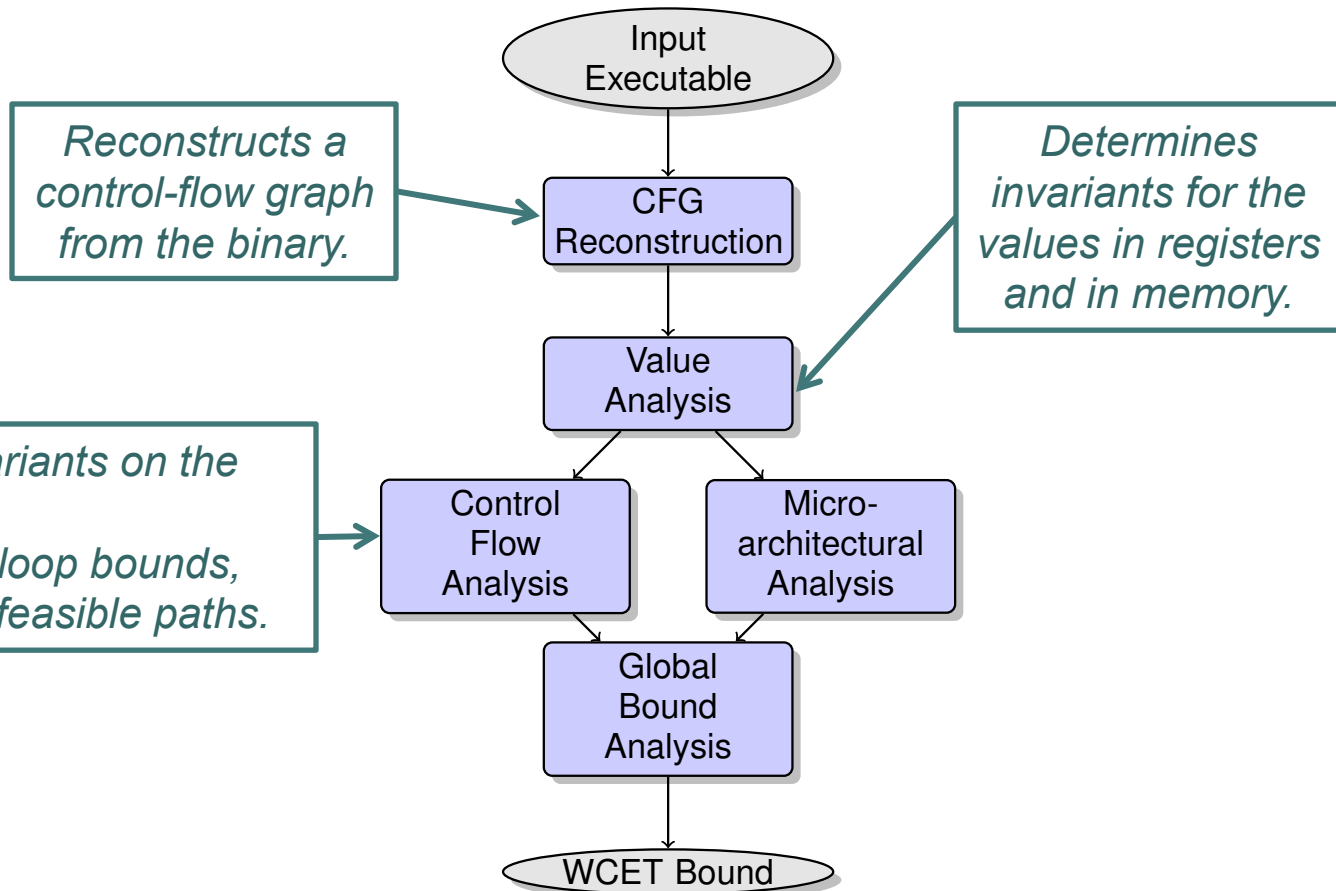 Input
Executable
Reconstructs a
control-flow graph
from the binary.
Determines
invariants for the
values in registers
and in memory.
CFG
Reconstruction
Value
Analysis
on the
loop bounds,
feasible paths.
Control
Flow
Analysis
Micro-
architectural
Analysis
Global
Bound
Analysis
WCET Bound